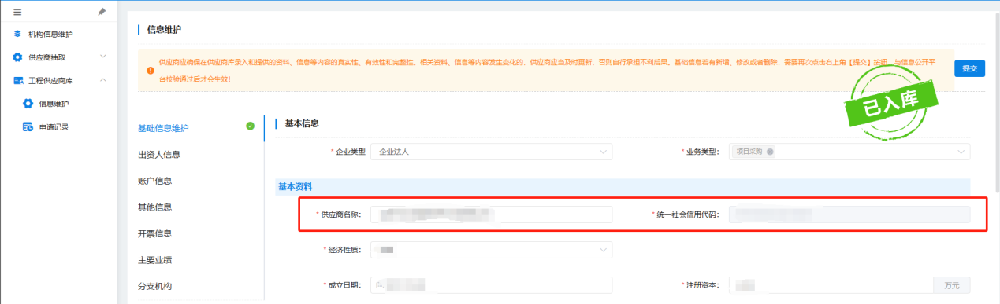 信息维护
机构信息维护
供应商抽取
工程供应商库
信息维护
申请记录
供应商应确保在供应商库录入和提供的资料、信息等内容的真实性、有效性和完整性。相关资料、信息等内容发生变化的，供应商应当及时更新，否则自行承担不利后果。基础信息若有新增、修改或者删除，需要再次点击右上角【提交】按钮，与信息公开平
台校验通过后才会生效！
提交
已入库
基础信息维护
出资人信息
账户信息
其他信息
开票信息
主要业绩
分支机构
基本信息
* 企业类型 企业法人
* 业务类型： 项目采购
基本资料
* 供应商名称：
* 统一社会信用代码：
* 经济性质：
* 成立日期：
* 注册资本： 万元